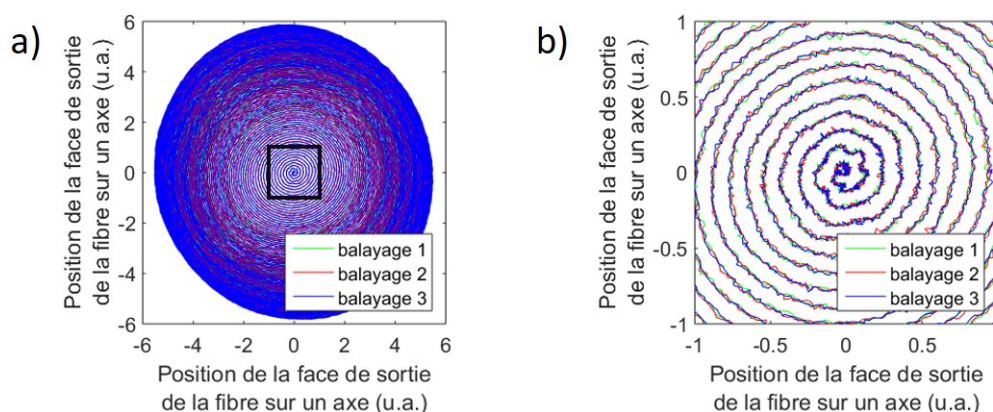 a)
Position de la face de sortie
de la fibre sur un axe (u.a.)
6
4
2
0
-2
-4
-6
balayage 1
balayage 2
balayage 3
-6 -4 -2 0 2 4 6
Position de la face de sortie
de la fibre sur un axe (u.a.)
b)
Position de la face de sortie
de la fibre sur un axe (u.a.)
1
0.5
0
-0.5
-1
balayage 1
balayage 2
balayage 3
-1 -0.5 0 0.5
Position de la face de sortie
de la fibre sur un axe (u.a.)